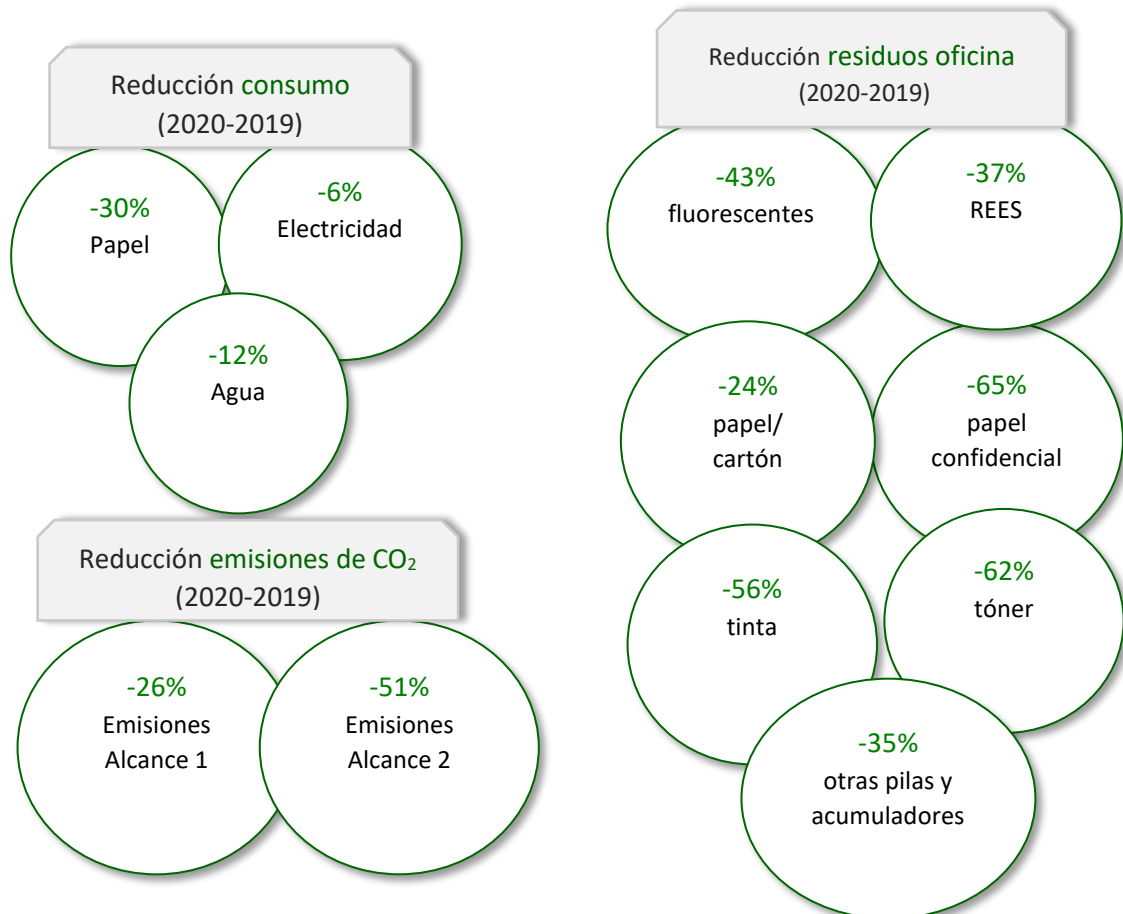 Reducción consumo
(2020-2019)
-30%
Papel
-6%
Electricidad
-12%
Agua
Reducción emisiones de CO₂
(2020-2019)
-26%
Emisiones
Alcance 1
-51%
Emisiones
Alcance 2
Reducción residuos oficina
(2020-2019)
-43%
fluorescentes
-37%
REES
-24%
papel/
cartón
-65%
papel
confidencial
-56%
tinta
-62%
tóner
-35%
otras pilas y
acumuladores